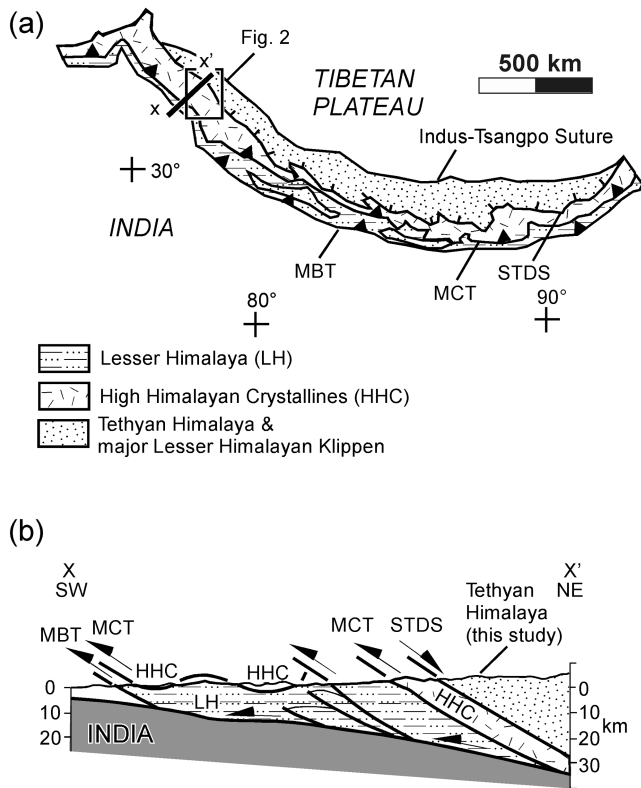 (a)
x'
Fig. 2
x
TIBETAN
PLATEAU
500 km
Indus-Tsangpo Suture
30°
INDIA
MBT
MCT
STDS
80°
90°
Lesser Himalaya (LH)
High Himalayan Crystallines (HHC)
Tethyan Himalaya &
major Lesser Himalayan Klippen
(b)
X
SW
X'
NE
Tethyan
Himalaya
(this study)
MBT
MCT
HHC
HHC
MCT
STDS
0
10
20
LH
HHC
INDIA
0
10
20
30
km